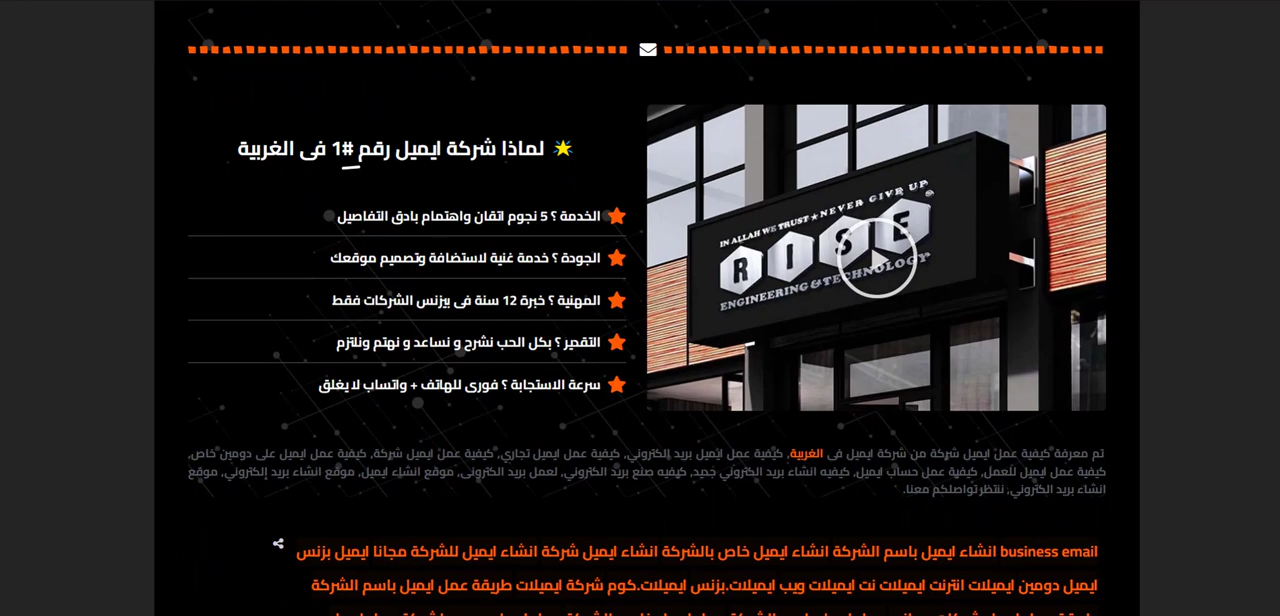 🌟 لماذا شركة ايميل رقم #1 فى الغربية
الخدمة ؟ 5 نجوم اتقان واهتمام بادق التفاصيل
الجودة ؟ خدمة غنية لاستضافة وتصميم موقعك
المهنية ؟ خبرة 12 سنة فى بيزنس الشركات فقط
التقدير ؟ بكل الحب نشرح و نساعد و نهتم ونلتزم
سرعة الاستجابة ؟ فورى للهاتف + واتساب لا يغلق
IN ALLAH WE TRUST ★ NEVER GIVE UP
RISE
ENGINEERING & TECHNOLOGY
تم معرفة كيفية عمل ايميل شركة من شركة ايميل فى الغربية, كيفية عمل ايميل بريد الكتروني, كيفية عمل ايميل تجاري, كيفية عمل ايميل شركة, كيفية عمل ايميل على دومين خاص,
كيفية عمل ايميل للعمل, كيفية عمل حساب ايميل, كيفيه انشاء بريد الكتروني جديد, كيفيه صنع بريد الكتروني, لعمل بريد الكترونى, موقع انشاء ايميل, موقع انشاء بريد إلكتروني, موقع
انشاء بريد الكتروني, ننتظر تواصلكم معنا.
business email انشاء ايميل باسم الشركة انشاء ايميل خاص بالشركة انشاء ايميل شركة انشاء ايميل للشركة مجانا ايميل بزنس
ايميل دومين ايميلات انترنت ايميلات نت ايميلات ويب ايميلات.بزنس ايميلات.كوم شركة ايميلات طريقة عمل ايميل باسم الشركة